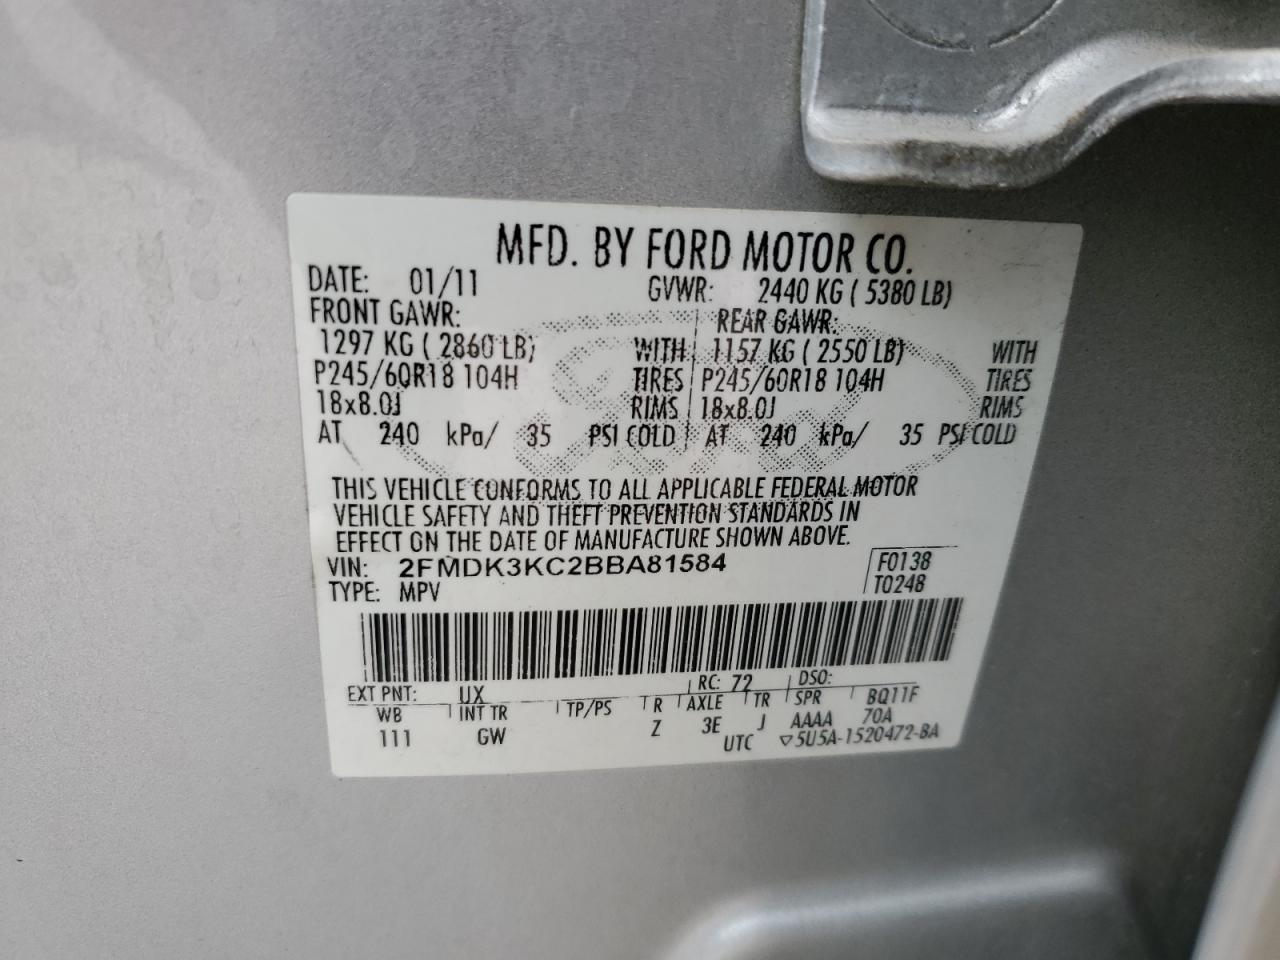 MFD. BY FORD MOTOR CO.
DATE: 01/11 GVWR: 2440 KG ( 5380 LB)
FRONT GAWR: REAR GAWR:
1297 KG ( 2860 LB) WITH 1157 KG ( 2550 LB) WITH
P245/60R18 104H TIRES P245/60R18 104H TIRES
18x8.0J RIMS 18x8.0J RIMS
AT 240 kPa/ 35 PSI COLD AT 240 kPa/ 35 PSI COLD
THIS VEHICLE CONFORMS TO ALL APPLICABLE FEDERAL MOTOR
VEHICLE SAFETY AND THEFT PREVENTION STANDARDS IN
EFFECT ON THE DATE OF MANUFACTURE SHOWN ABOVE.
VIN: 2FMDK3KC2BBA81584 F0138
TYPE: MPV T0248
EXT PNT: UX RC: 72 DSO:
WB INT TR TP/PS R AXLE TR SPR BQ11F
111 GW Z 3E J AAAA 70A
UTC ▽5U5A-1520472-BA